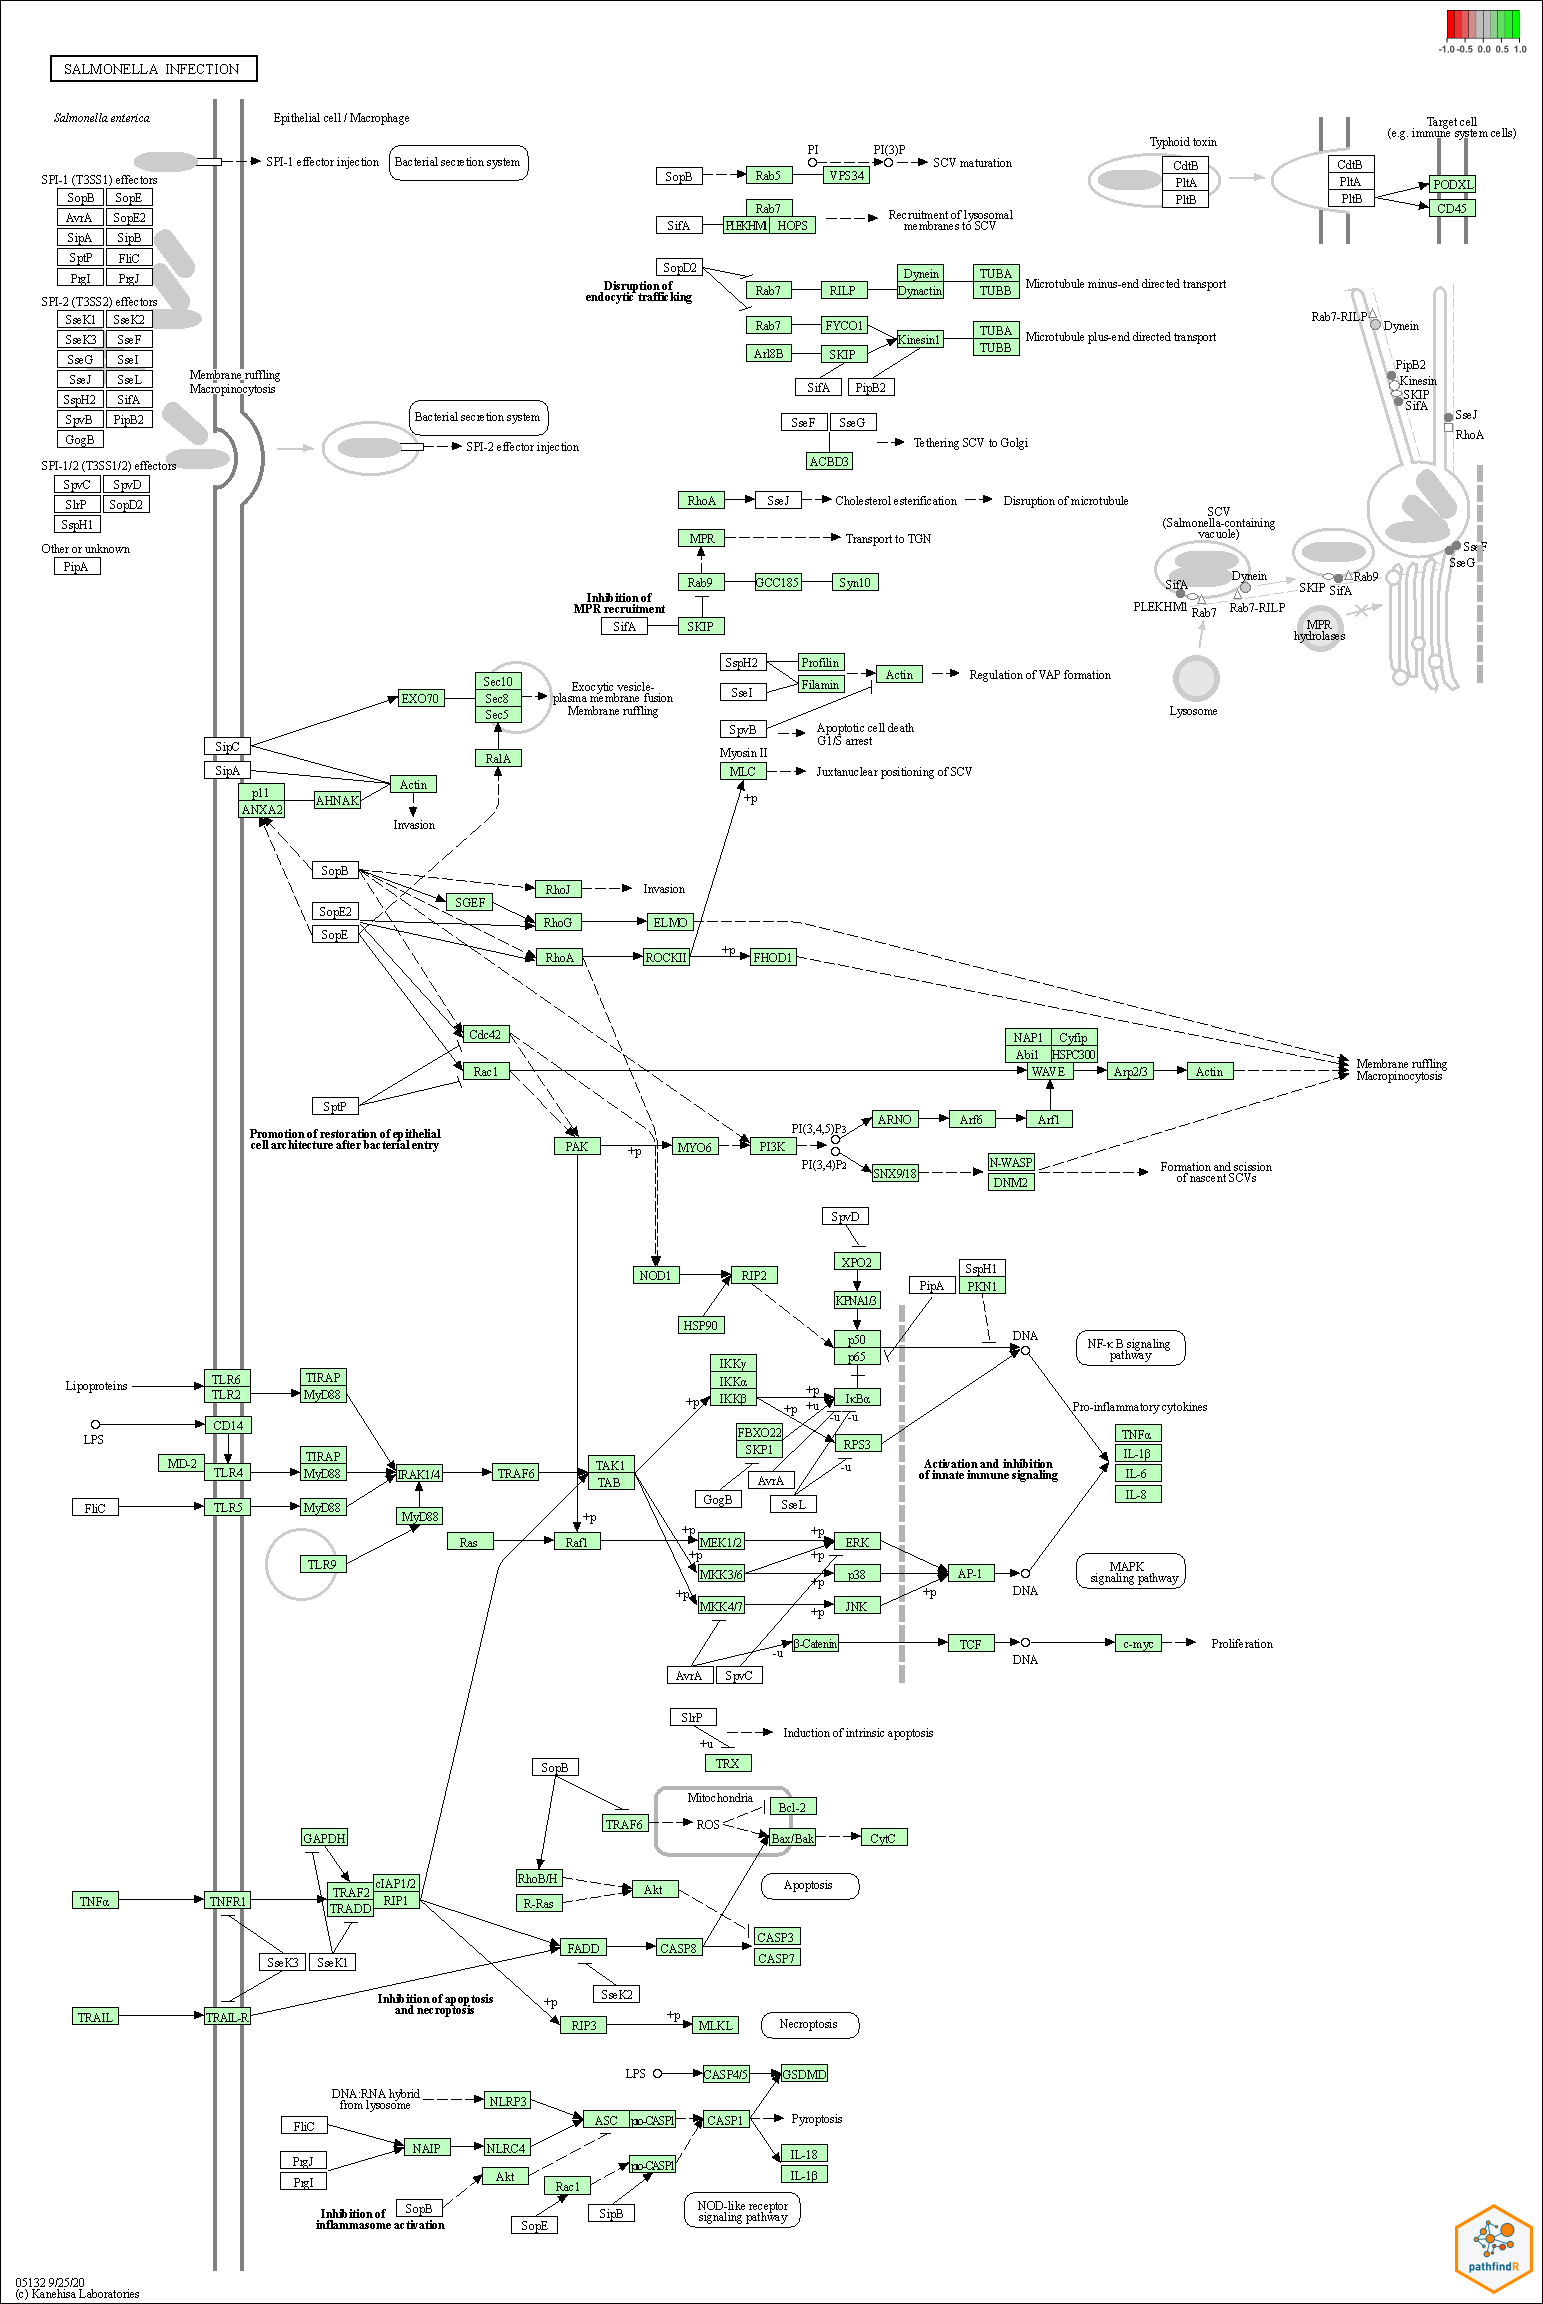 -1.0 -0.5 0.0 0.5 1.0
SALMONELLA INFECTION
Salmonella enterica
Epithelial cell / Macrophage
SPI-1 effector injection
Bacterial secretion system
SPI-1 (T3SS1) effectors
SopB SopE
AvrA SopE2
SipA SipB
SptP FliC
PrgI PrgJ
SPI-2 (T3SS2) effectors
SseK1 SseK2
SseK3 SseF
SseG SseI
SseJ SseL
SspH2 SifA
SpvB PipB2
GogB
SPI-1/2 (T3SS1/2) effectors
SpvC SpvD
SlrP SopD2
SspH1
Other or unknown
PipA
Membrane ruffling
Macropinocytosis
Bacterial secretion system
SPI-2 effector injection
PI PI(3)P
SCV maturation
SopB Rab5 VPS34
Rab7
SifA PLEKHM1 HOPS
Recruitment of lysosomal
membranes to SCV
SopD2
Disruption of
endocytic trafficking
Rab7 RILP
Dynein
Dynactin
TUBA
TUBB
Microtubule minus-end directed transport
Rab7 FYCO1
Arl8B SKIP
Kinesin1
TUBA
TUBB
Microtubule plus-end directed transport
SifA PipB2
SseF SseG
ACBD3
Tethering SCV to Golgi
RhoA SseJ Cholesterol esterification Disruption of microtubule
MPR Transport to TGN
Rab9 GCC185 Syn10
Inhibition of
MPR recruitment
SifA SKIP
Typhoid toxin
CdtB
PltA
PltB
CdtB
PltA
PltB
Target cell
(e.g. immune system cells)
PODXL
CD45
Rab7-RILP
Dynein
PipB2
Kinesin
SKIP
SifA
SseJ
RhoA
SCV
(Salmonella-containing
vacuole)
SseF
SseG
SifA
Dynein
PLEKHM1
Rab7
Rab7-RILP
SKIP
SifA
Rab9
MPR
hydrolases
Lysosome
SspH2 Profilin
SseI Filamin
Actin
Regulation of VAP formation
SpvB
Apoptotic cell death
G1/S arrest
Myosin II
MLC
Juxtanuclear positioning of SCV
+p
EXO70
Sec10
Sec8
Sec5
Exocytic vesicle-
plasma membrane fusion
Membrane ruffling
SipC
RalA
SipA
p11
ANXA2
AHNAK
Actin
Invasion
SopB
RhoJ
Invasion
SGEF
SopE2
RhoG
ELMO
SopE
RhoA
ROCKII
+p
FHOD1
Cdc42
Rac1
SptP
NAP1 Cyfip
Abi1 HSPC300
WAVE
Arp2/3
Actin
Membrane ruffling
Macropinocytosis
Promotion of restoration of epithelial
cell architecture after bacterial entry
PAK
+p
MYO6
PI3K
PI(3,4,5)P3
PI(3,4)P2
ARNO Arf6 Arf1
SNX9/18
N-WASP
DNM2
Formation and scission
of nascent SCVs
SpvD
XPO2
KPNA1/3
NOD1
RIP2
HSP90
p50
p65
PipA
SspH1
PKN1
DNA
NF-κB signaling
pathway
Lipoproteins
TLR6
TLR2
TIRAP
MyD88
LPS
CD14
MD-2
TLR4
TIRAP
MyD88
FliC
TLR5
MyD88
IRAK1/4
MyD88
TLR9
TRAF6
TAK1
TAB
IKKγ
IKKα
IKKβ
+p
+p
+u
+p
IκBα
-u
-u
FBXO22
SKP1
RPS3
-u
AvrA
GogB
SseL
Activation and inhibition
of innate immune signaling
Pro-inflammatory cytokines
TNFα
IL-1β
IL-6
IL-8
Ras
+p
Raf1
+p
MEK1/2
+p
ERK
+p
+p
MKK3/6
+p
p38
+p
MKK4/7
+p
JNK
+p
AP-1
DNA
MAPK
signaling pathway
AvrA
SpvC
-u
β-Catenin
TCF
DNA
c-myc
Proliferation
SlrP
+u
TRX
Induction of intrinsic apoptosis
SopB
TRAF6
Mitochondria
ROS
Bcl-2
Bax/Bak
CytC
GAPDH
RhoB/H
R-Ras
Akt
Apoptosis
TNFα
TNFR1
TRAF2
TRADD
cIAP1/2
RIP1
SseK3
SseK1
FADD
CASP8
CASP3
CASP7
SseK2
TRAIL
TRAIL-R
Inhibition of apoptosis
and necroptosis
+p
RIP3
+p
MLKL
Necroptosis
LPS
CASP4/5
GSDMD
DNA:RNA hybrid
from lysosome
NLRP3
FliC
PrgJ
PrgI
NAIP
NLRC4
ASC
pro-CASP1
CASP1
Pyroptosis
Akt
Rac1
pro-CASP1
IL-18
IL-1β
SopB
SopE
SipB
Inhibition of
inflammasome activation
NOD-like receptor
signaling pathway
05132 9/25/20
(c) Kanehisa Laboratories
pathfindR